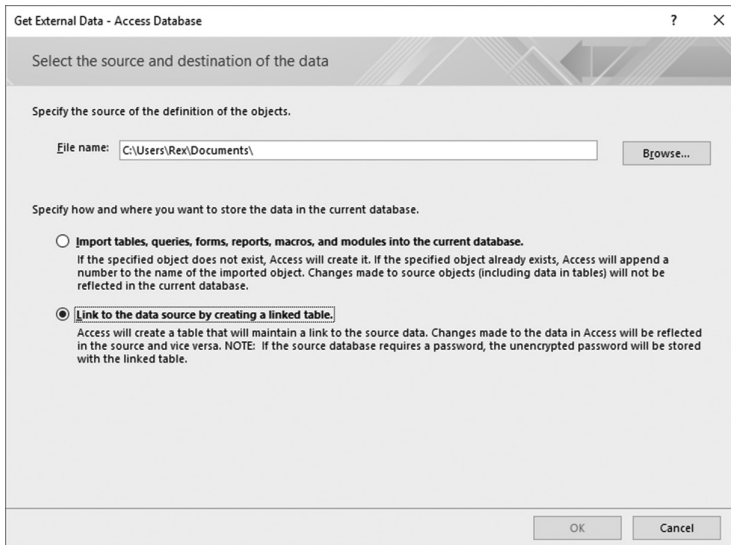 Get External Data - Access Database
?
Select the source and destination of the data
Specify the source of the definition of the objects.
File name:
C:\Users\Rex\Documents\
Browse...
Specify how and where you want to store the data in the current database.
Import tables, queries, forms, reports, macros, and modules into the current database.
If the specified object does not exist, Access will create it. If the specified object already exists, Access will append a
number to the name of the imported object. Changes made to source objects (including data in tables) will not be
reflected in the current database.
Link to the data source by creating a linked table.
Access will create a table that will maintain a link to the source data. Changes made to the data in Access will be reflected
in the source and vice versa. NOTE: If the source database requires a password, the unencrypted password will be stored
with the linked table.
OK
Cancel